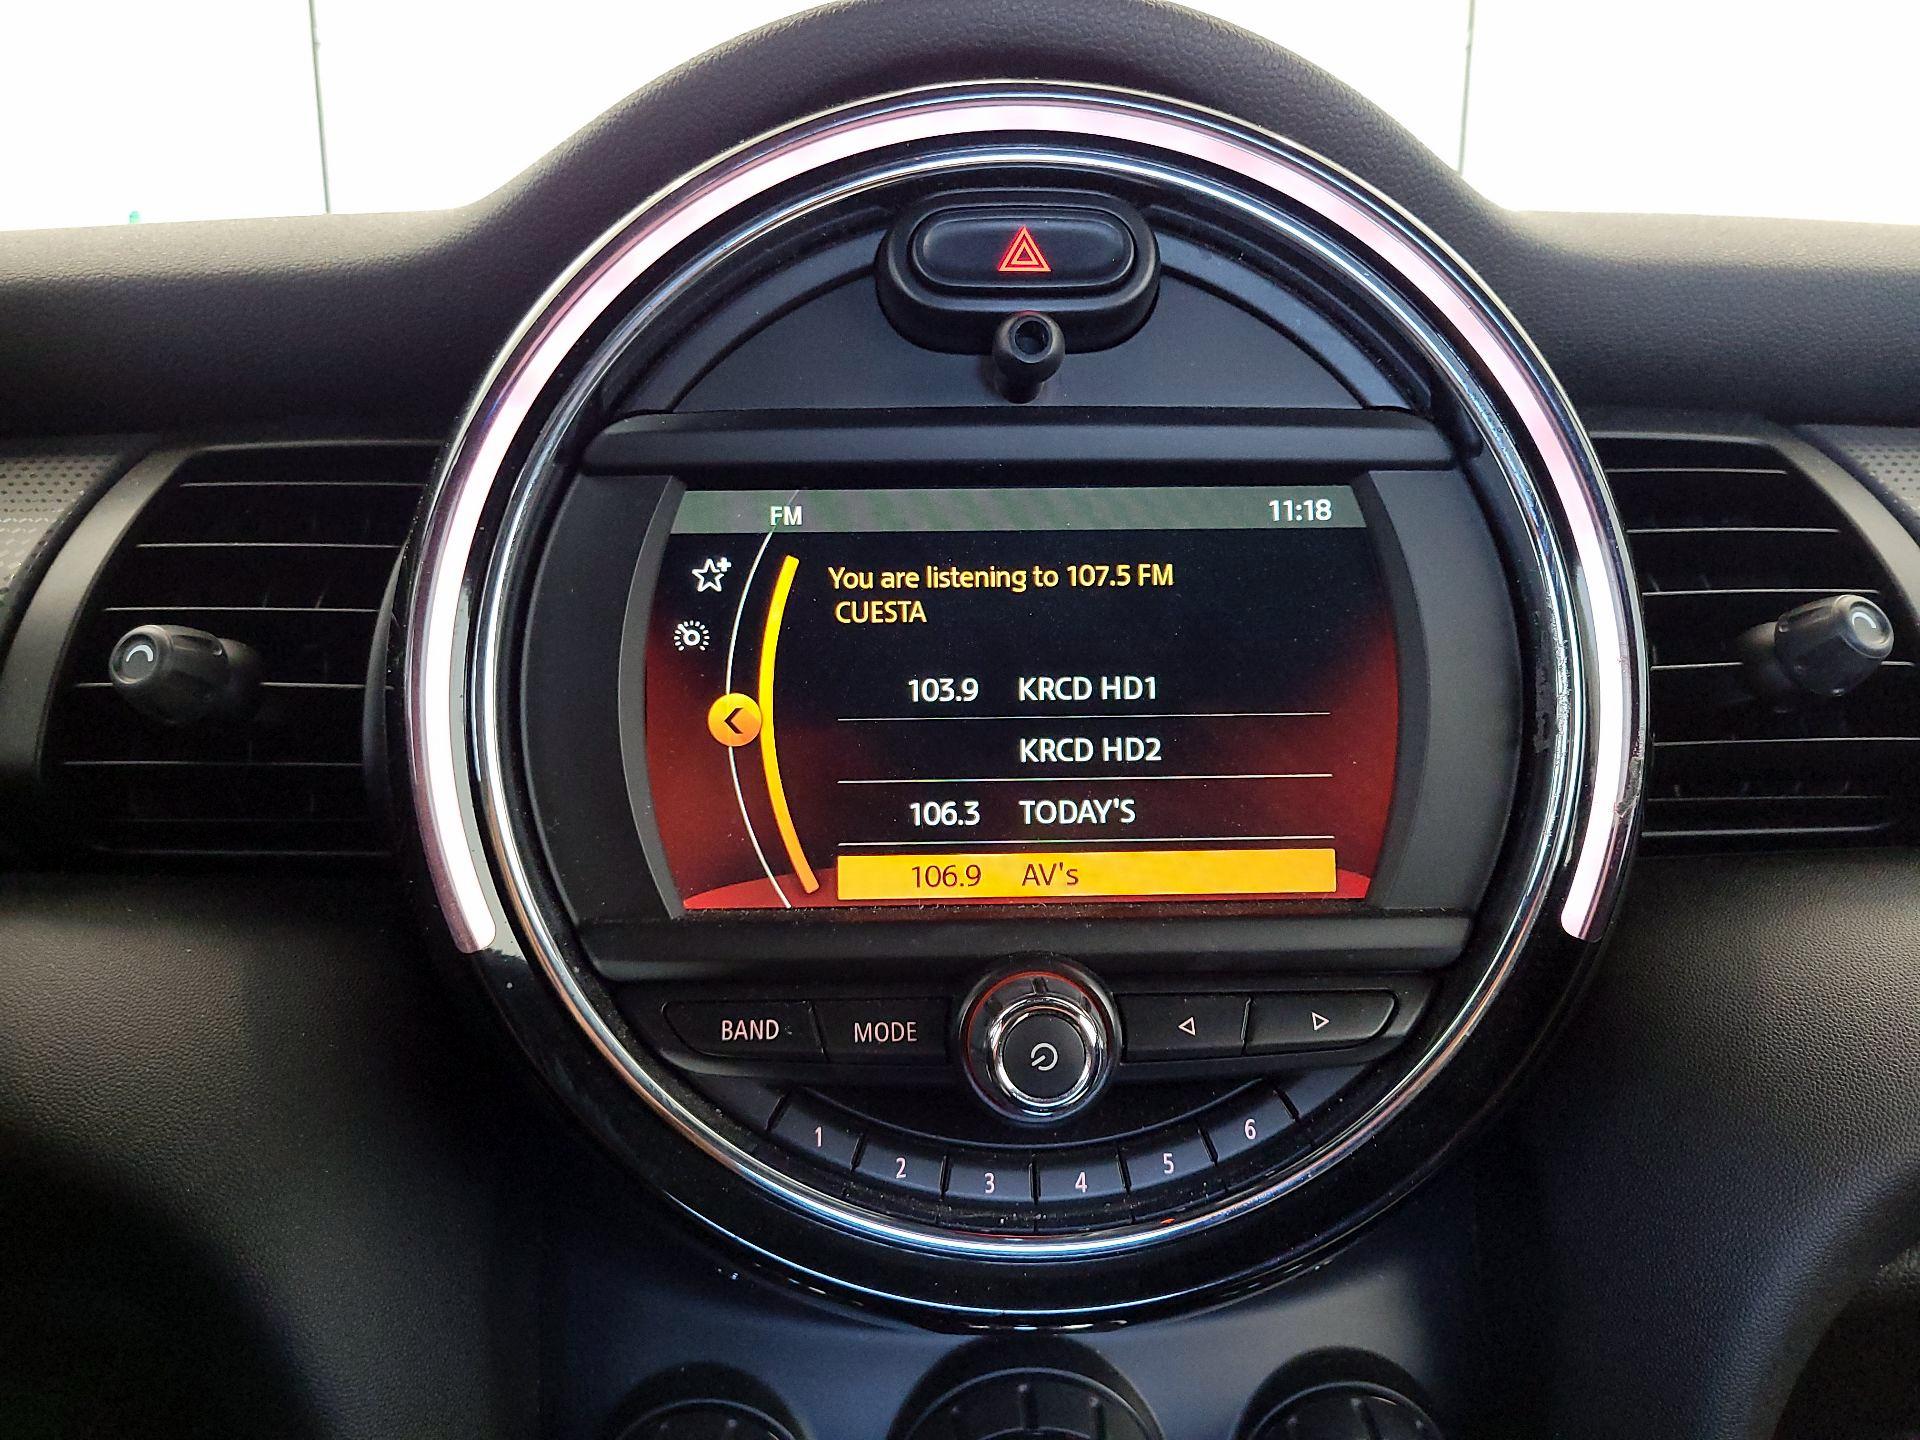 FM 11:18
You are listening to 107.5 FM
CUESTA
103.9 KRCD HD1
KRCD HD2
106.3 TODAY'S
106.9 AV's
BAND MODE
1 2 3 4 5 6